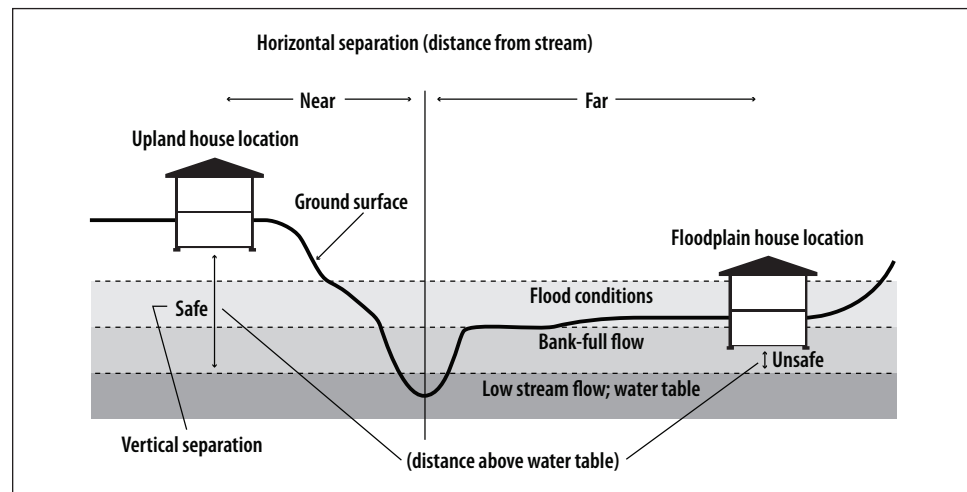 Horizontal separation (distance from stream)
Near
Far
Upland house location
Ground surface
Floodplain house location
Flood conditions
Safe
Bank-full flow
Unsafe
Low stream flow; water table
Vertical separation
(distance above water table)